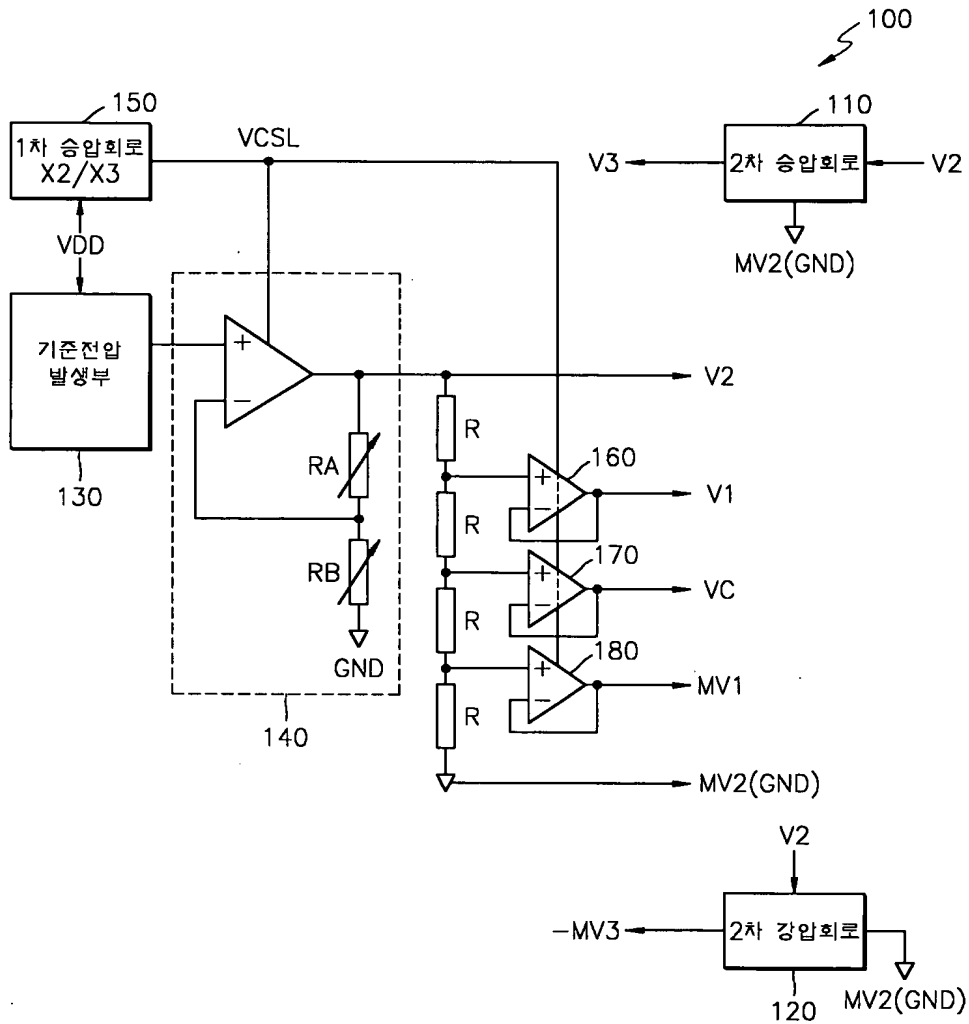 100
150
1차 승압회로
X2/X3
VCSL
110
V3
2차 승압회로
V2
MV2(GND)
VDD
기준전압
발생부
130
+
−
RA
RB
GND
140
V2
R
R
R
R
+
−
160
V1
+
−
170
VC
+
−
180
MV1
MV2(GND)
V2
−MV3
2차 강압회로
120
MV2(GND)